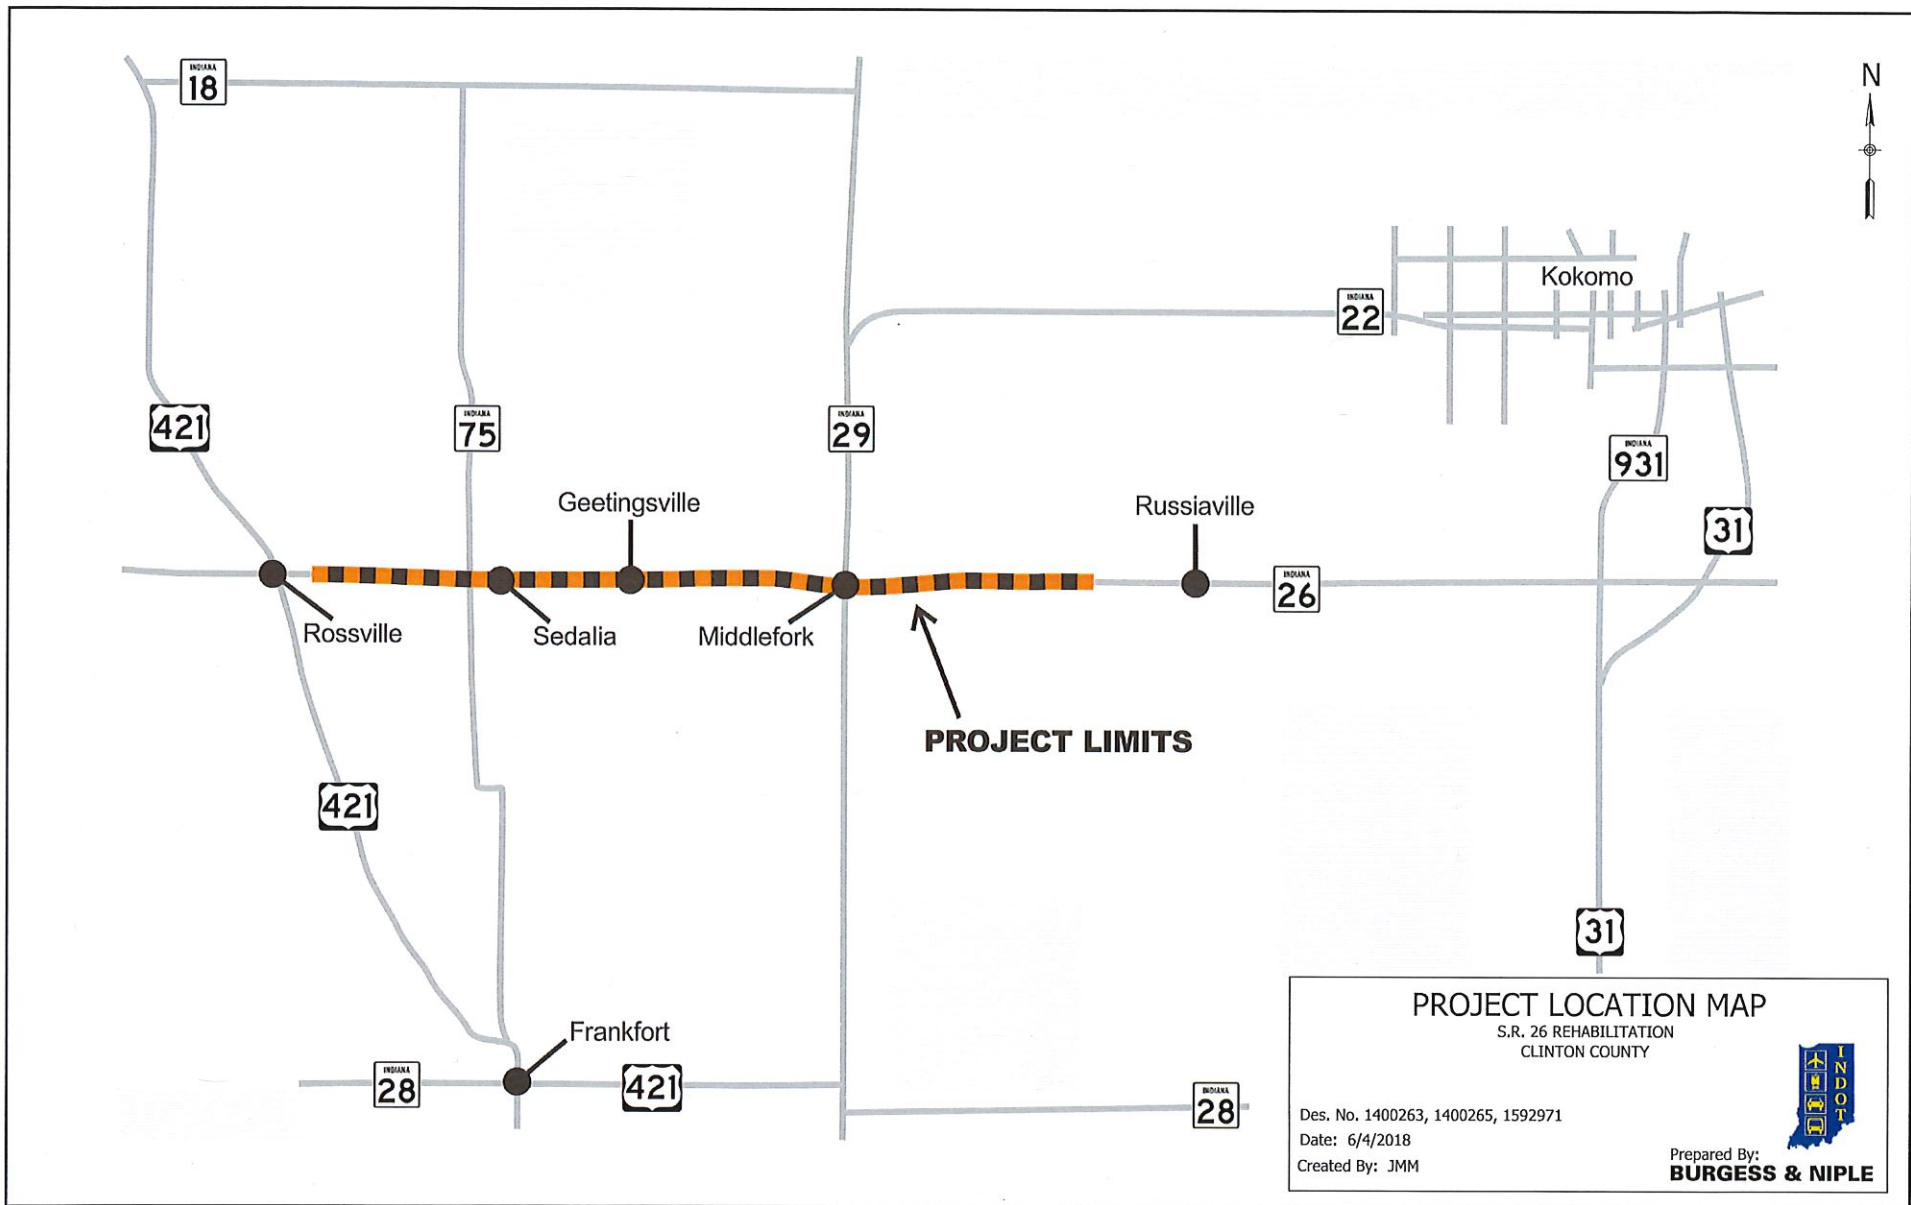 INDIANA
18
N
Kokomo
INDIANA
22
421
INDIANA
75
INDIANA
29
INDIANA
931
Geetingsville
Russiaville
31
INDIANA
26
Rossville
Sedalia
Middlefork
PROJECT LIMITS
421
31
Frankfort
INDIANA
28
421
INDIANA
28
PROJECT LOCATION MAP
S.R. 26 REHABILITATION
CLINTON COUNTY
INDOT
Des. No. 1400263, 1400265, 1592971
Date: 6/4/2018
Created By: JMM
Prepared By:
BURGESS & NIPLE